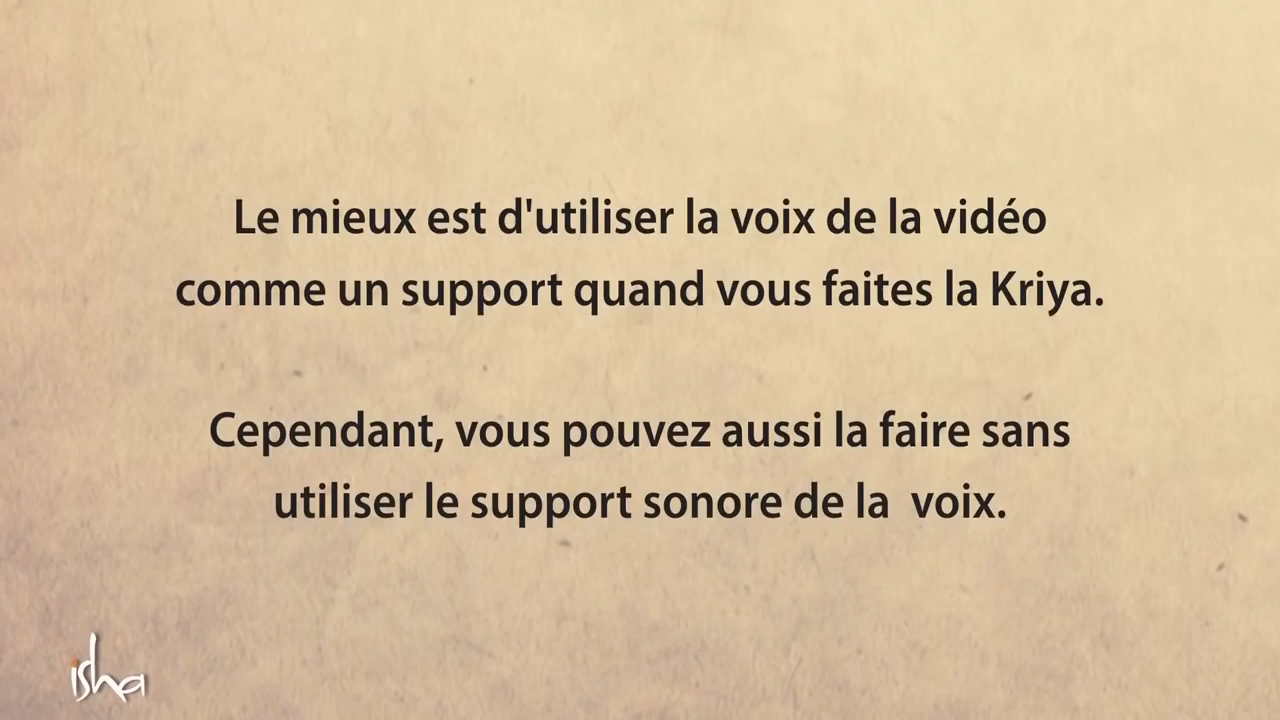 Le mieux est d'utiliser la voix de la vidéo
comme un support quand vous faites la Kriya.
Cependant, vous pouvez aussi la faire sans
utiliser le support sonore de la  voix.
isha